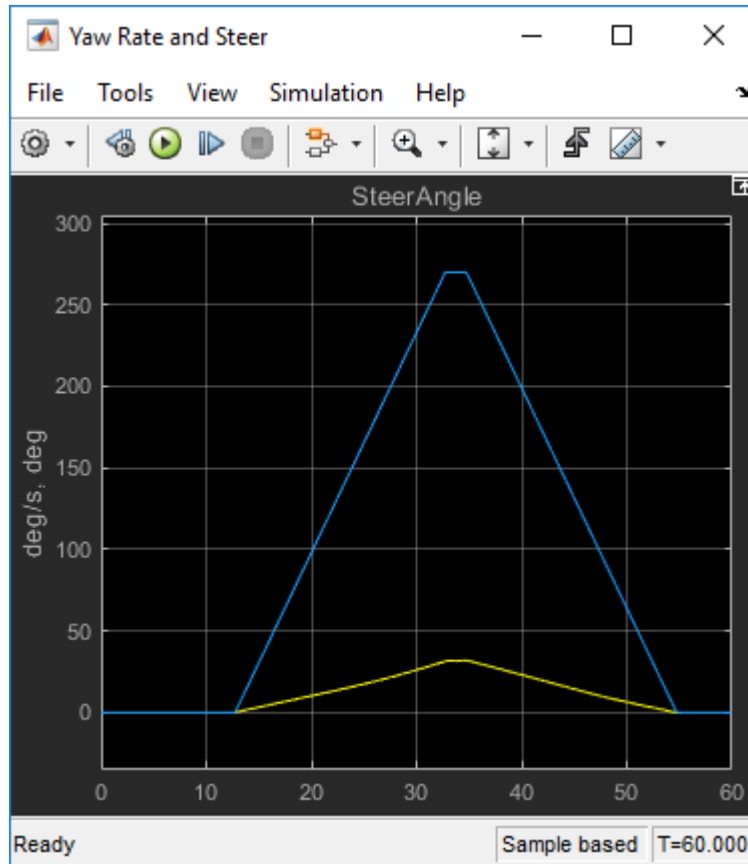 Yaw Rate and Steer
File Tools View Simulation Help
SteerAngle
deg/s, deg
300
250
200
150
100
50
0
0 10 20 30 40 50 60
Ready Sample based T=60.000